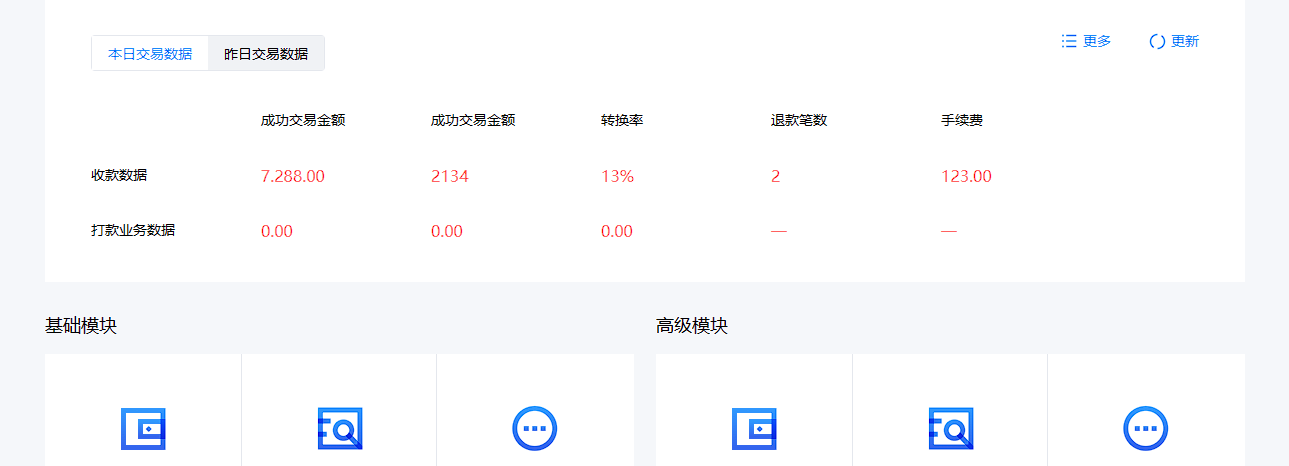 本日交易数据 昨日交易数据 更多 更新
成功交易金额 成功交易金额 转换率 退款笔数 手续费
收款数据 7.288.00 2134 13% 2 123.00
打款业务数据 0.00 0.00 0.00 — —
基础模块 高级模块